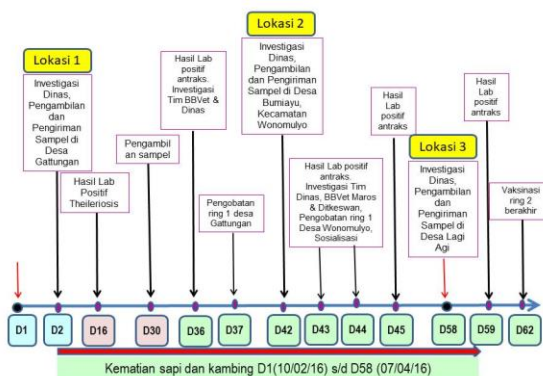 Lokasi 1
Investigasi
Dinas,
Pengambilan
dan
Pengiriman
Sampel di
Desa
Gattungan
Hasil Lab
Positif
Theileriosis
Pengambil
an sampel
Hasil Lab
positif
antraks.
Investigasi
Tim BBVet &
Dinas
Pengobatan
ring 1 desa
Gattungan
Lokasi 2
Investigasi
Dinas,
Pengambilan
dan Pengiriman
Sampel di Desa
Bumiayu,
Kecamatan
Wonomulyo
Hasil Lab positif
antraks.
Investigasi Tim
Dinas, BBVet Maros
& Ditkeswan,
Pengobatan ring 1
Desa Wonomulyo,
Sosialisasi
Hasil
Lab
positif
antraks
Lokasi 3
Investigasi
Dinas,
Pengambilan
dan
Pengiriman
Sampel di
Desa Lagi
Agi
Hasil
Lab
positif
antraks
Vaksinasi
ring 2
berakhir
D1 D2 D16 D30 D36 D37 D42 D43 D44 D45 D58 D59 D62
Kematian sapi dan kambing D1(10/02/16) s/d D58 (07/04/16)